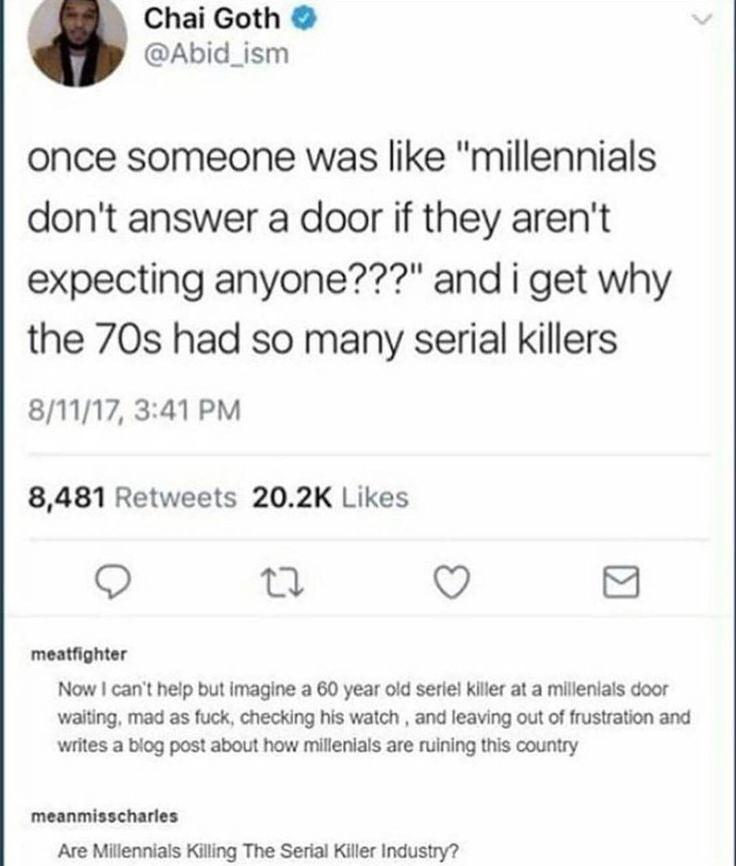 Chai Goth
@Abid_ism
once someone was like "millennials
don't answer a door if they aren't
expecting anyone???" and i get why
the 70s had so many serial killers
8/11/17, 3:41 PM
8,481 Retweets 20.2K Likes
meatfighter
Now I can't help but imagine a 60 year old seriel killer at a millenials door
waiting, mad as fuck, checking his watch , and leaving out of frustration and
writes a blog post about how millenials are ruining this country
meanmisscharles
Are Millennials Killing The Serial Killer Industry?